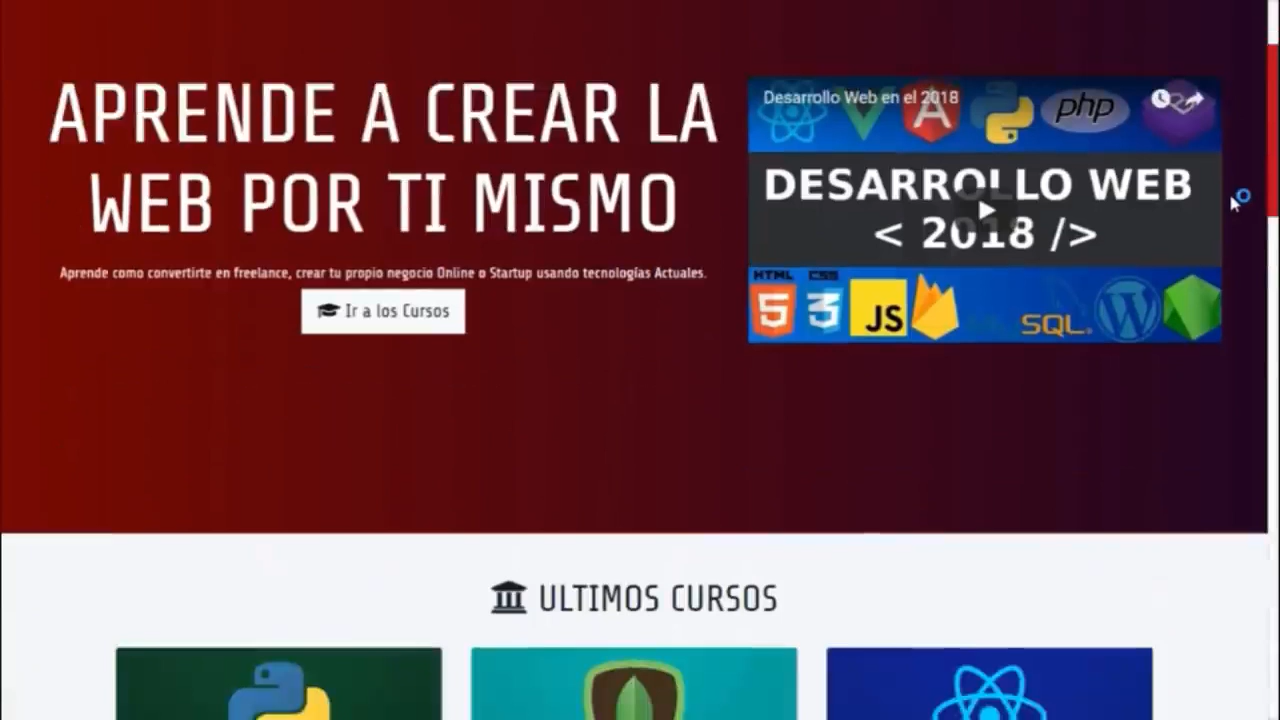 APRENDE A CREAR LA
WEB POR TI MISMO
Aprende como convertirte en freelance, crear tu propio negocio Online o Startup usando tecnologías Actuales.
Ir a los Cursos
Desarrollo Web en el 2018
php
DESARROLLO WEB
< 2018 />
HTML
5
CSS
3
JS
SQL
ULTIMOS CURSOS